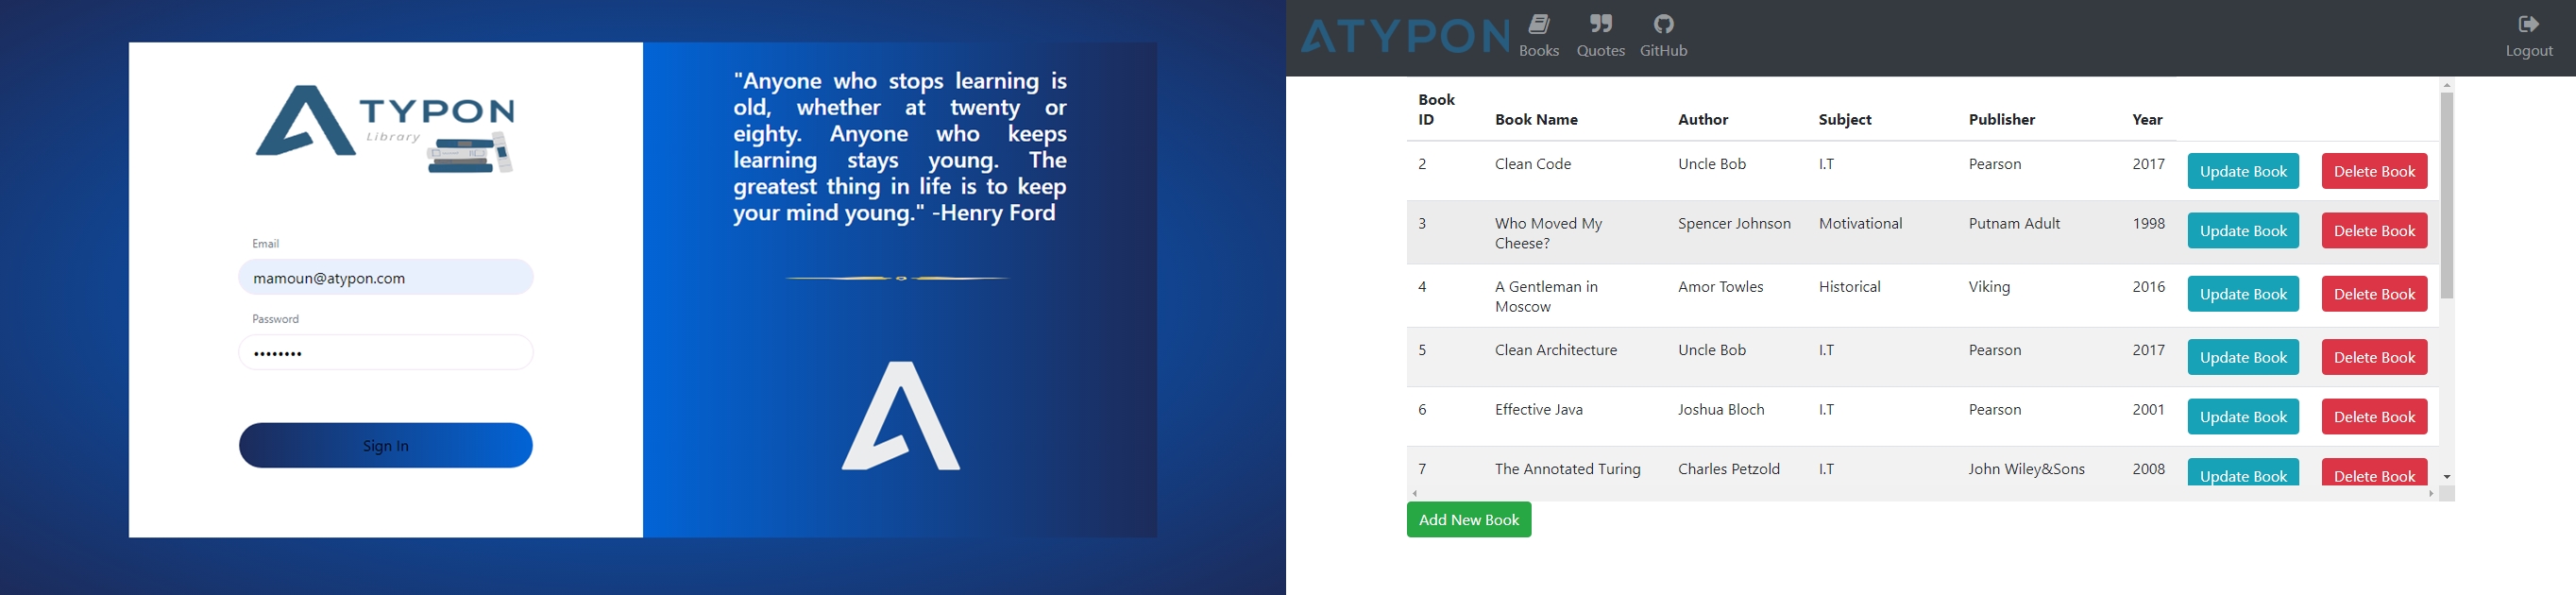 ATYPON
Library
Email
mamoun@atypon.com
Password
••••••••
Sign In
"Anyone who stops learning is
old, whether at twenty or
eighty. Anyone who keeps
learning stays young. The
greatest thing in life is to keep
your mind young." -Henry Ford
ATYPON
Books Quotes GitHub Logout
Book ID Book Name Author Subject Publisher Year
2 Clean Code Uncle Bob I.T Pearson 2017 Update Book Delete Book
3 Who Moved My Cheese? Spencer Johnson Motivational Putnam Adult 1998 Update Book Delete Book
4 A Gentleman in Moscow Amor Towles Historical Viking 2016 Update Book Delete Book
5 Clean Architecture Uncle Bob I.T Pearson 2017 Update Book Delete Book
6 Effective Java Joshua Bloch I.T Pearson 2001 Update Book Delete Book
7 The Annotated Turing Charles Petzold I.T John Wiley&Sons 2008 Update Book Delete Book
Add New Book